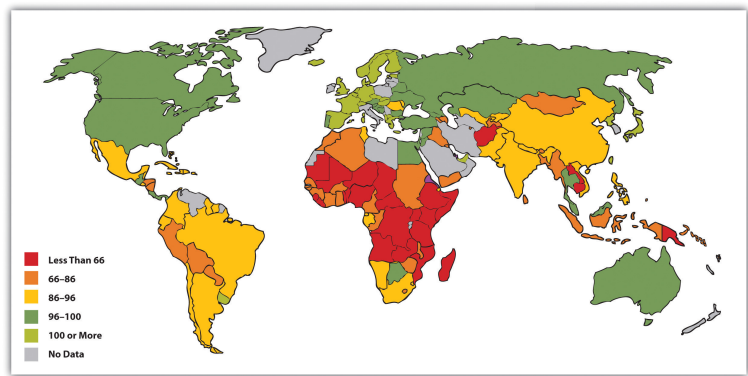 Less Than 66
66–86
86–96
96–100
100 or More
No Data